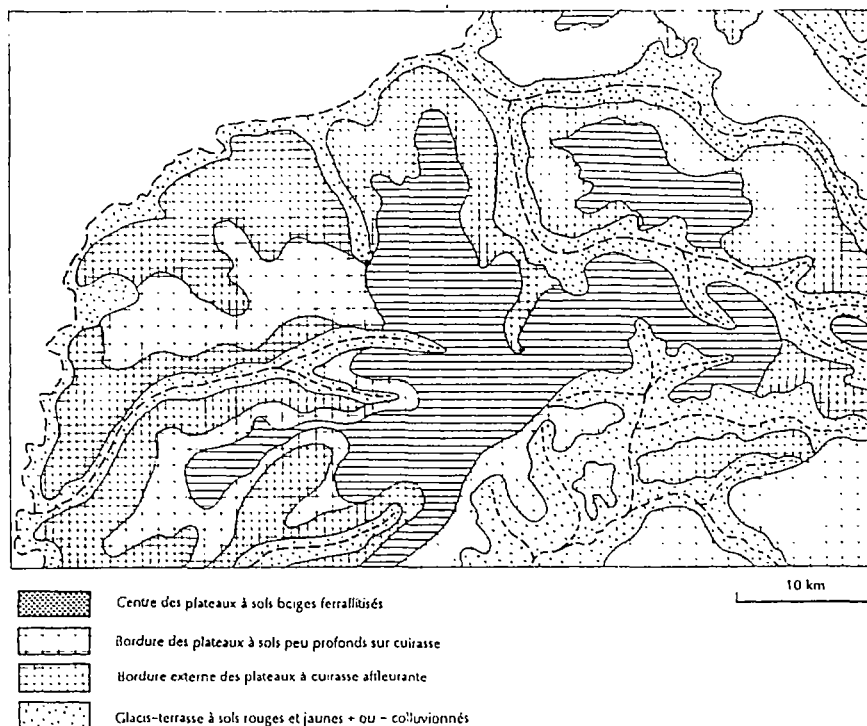 10 km
Centre des plateaux à sols beiges ferrallitisés
Bordure des plateaux à sols peu profonds sur cuirasse
Bordure externe des plateaux à cuirasse affleurante
Glacis-terrasse à sols rouges et jaunes + ou - colluvionnés